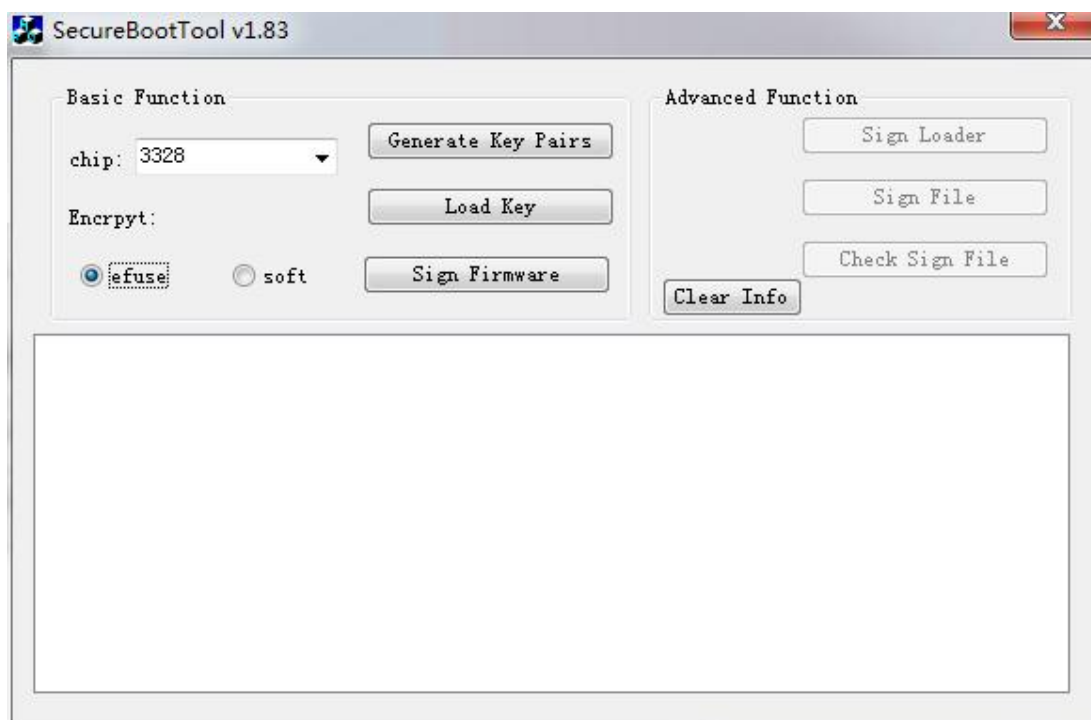 SecureBootTool v1.83
Basic Function
chip: 3328
Generate Key Pairs
Load Key
Encrpyt:
efuse
soft
Sign Firmware
Advanced Function
Sign Loader
Sign File
Check Sign File
Clear Info